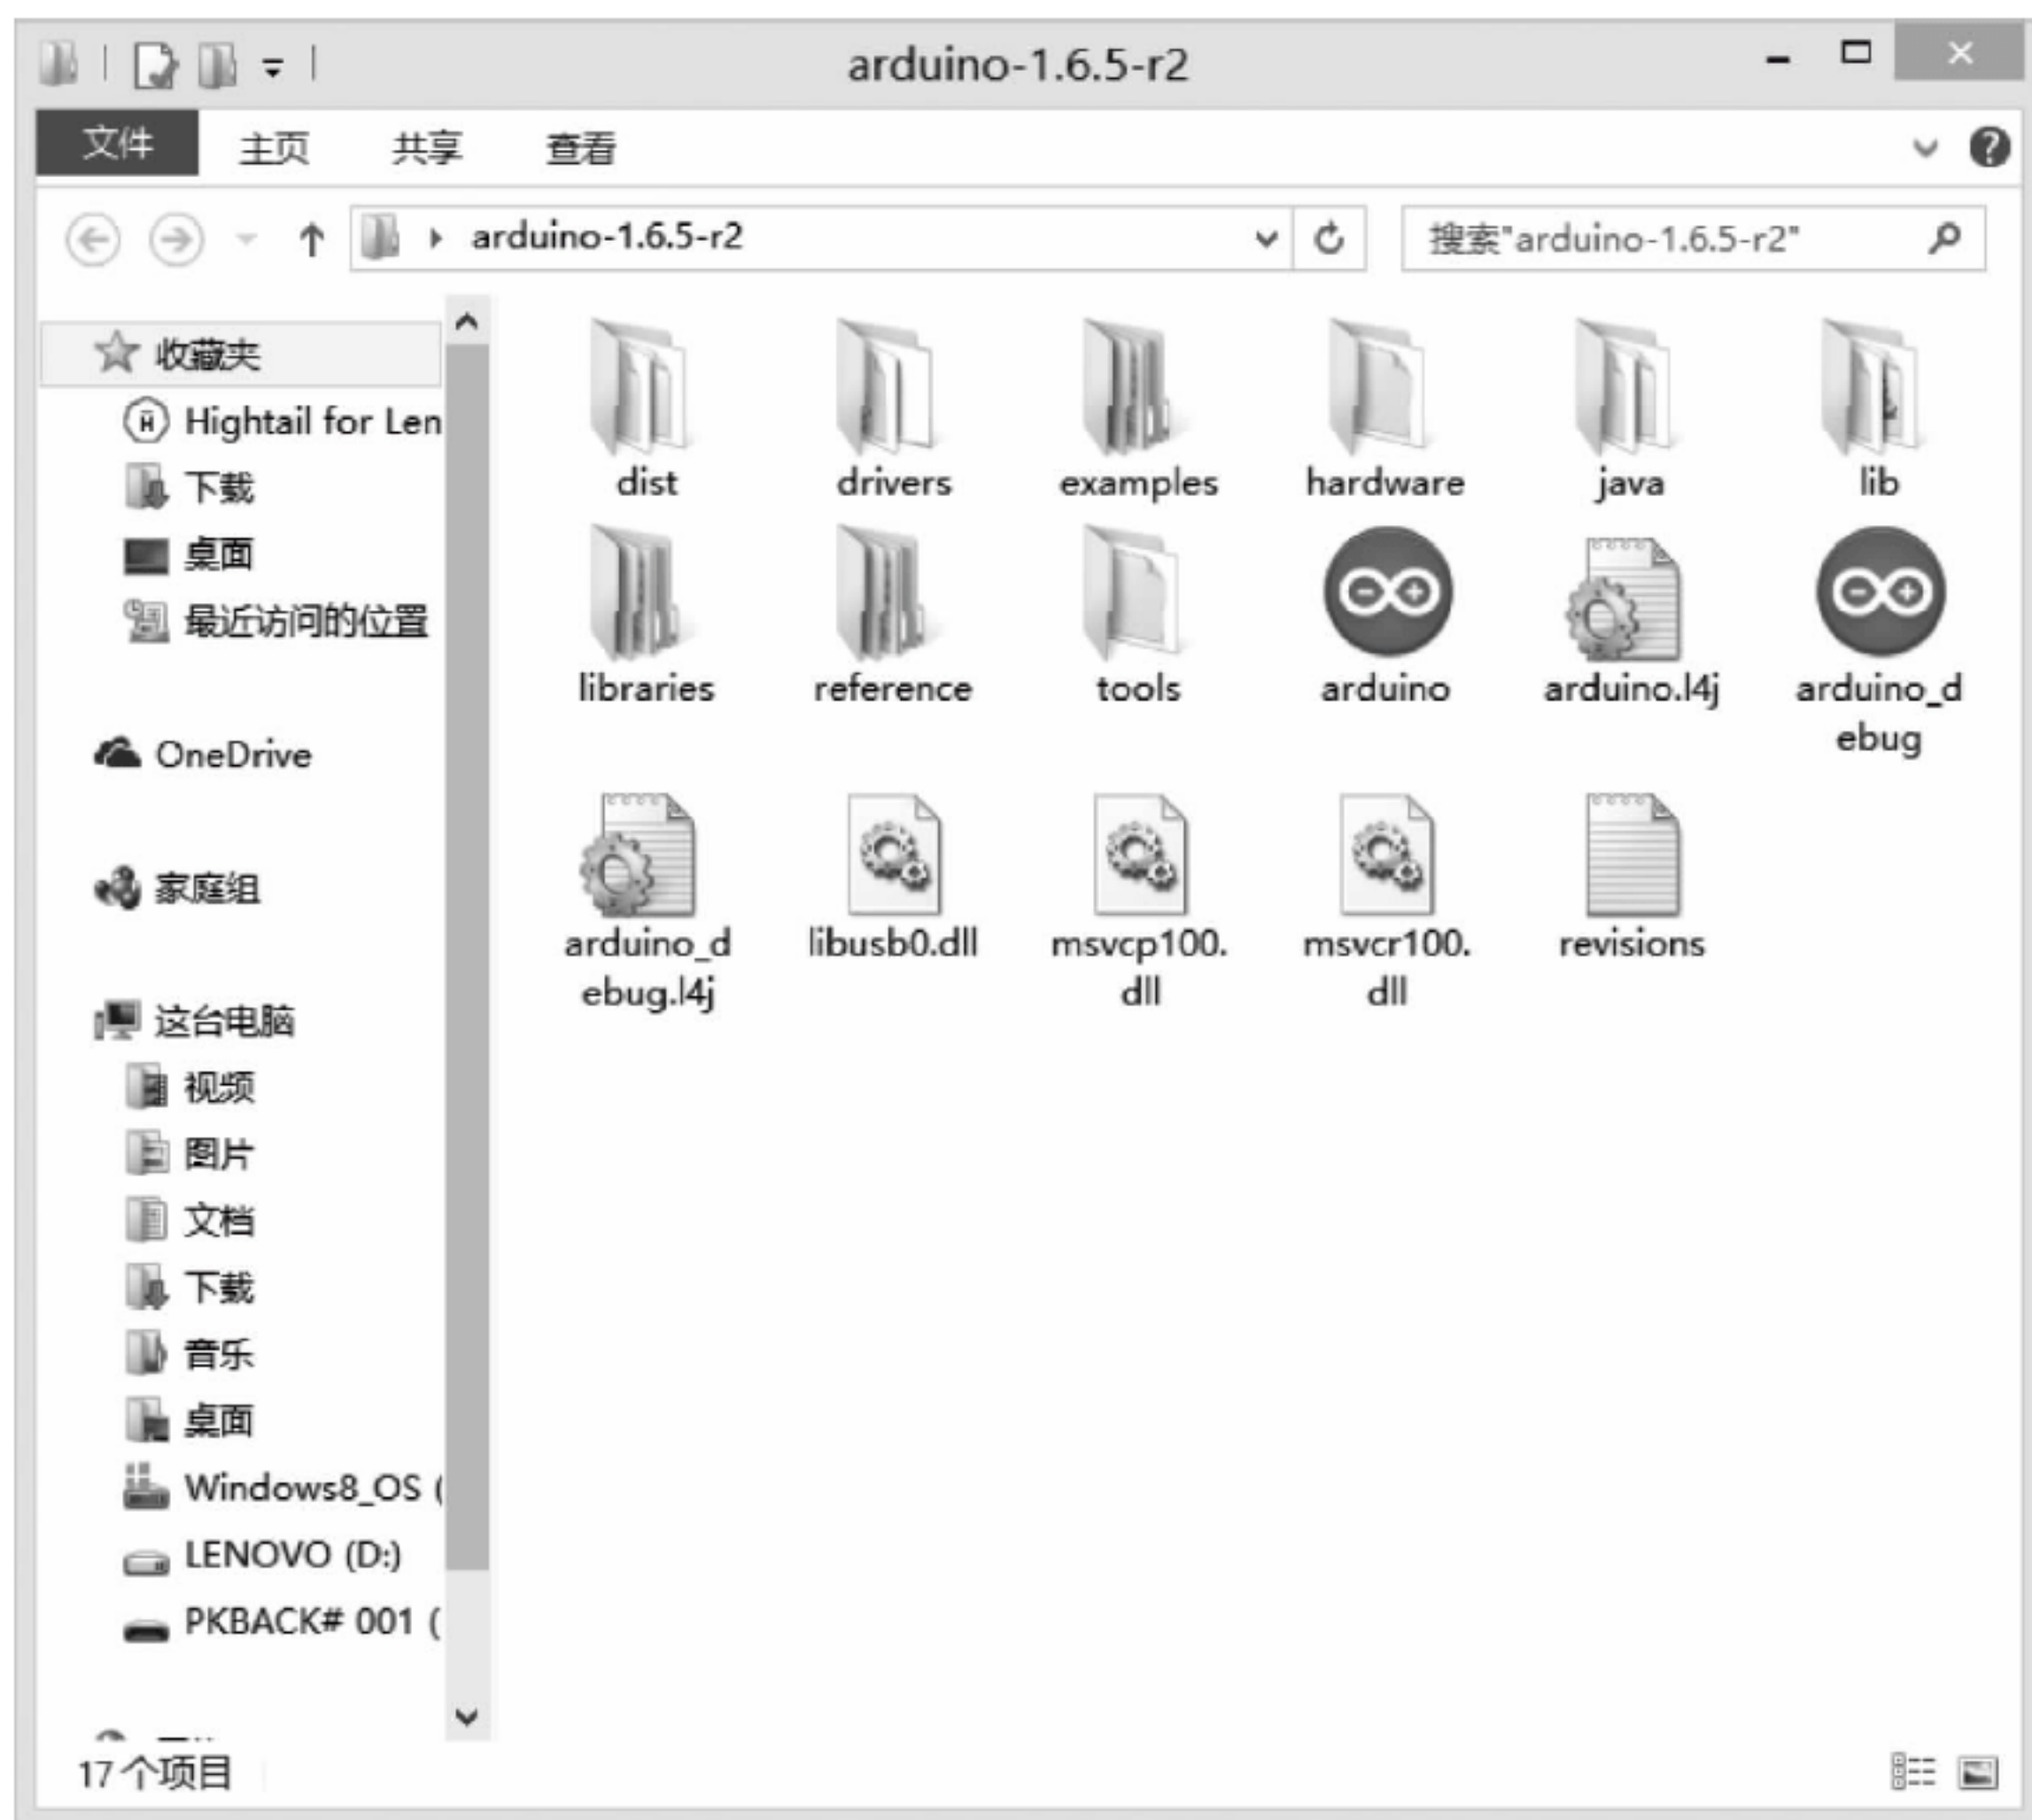 arduino-1.6.5-r2
文件 主页 共享 查看
arduino-1.6.5-r2
搜索"arduino-1.6.5-r2"
收藏夹
Hightail for Len
下载
桌面
最近访问的位置
OneDrive
家庭组
这台电脑
视频
图片
文档
下载
音乐
桌面
Windows8_OS (
LENOVO (D:)
PKBACK# 001 (
dist drivers examples hardware java lib
libraries reference tools arduino arduino.l4j arduino_d
ebug
arduino_d libusb0.dll msvcp100. msvcr100. revisions
ebug.l4j dll dll
17 个项目